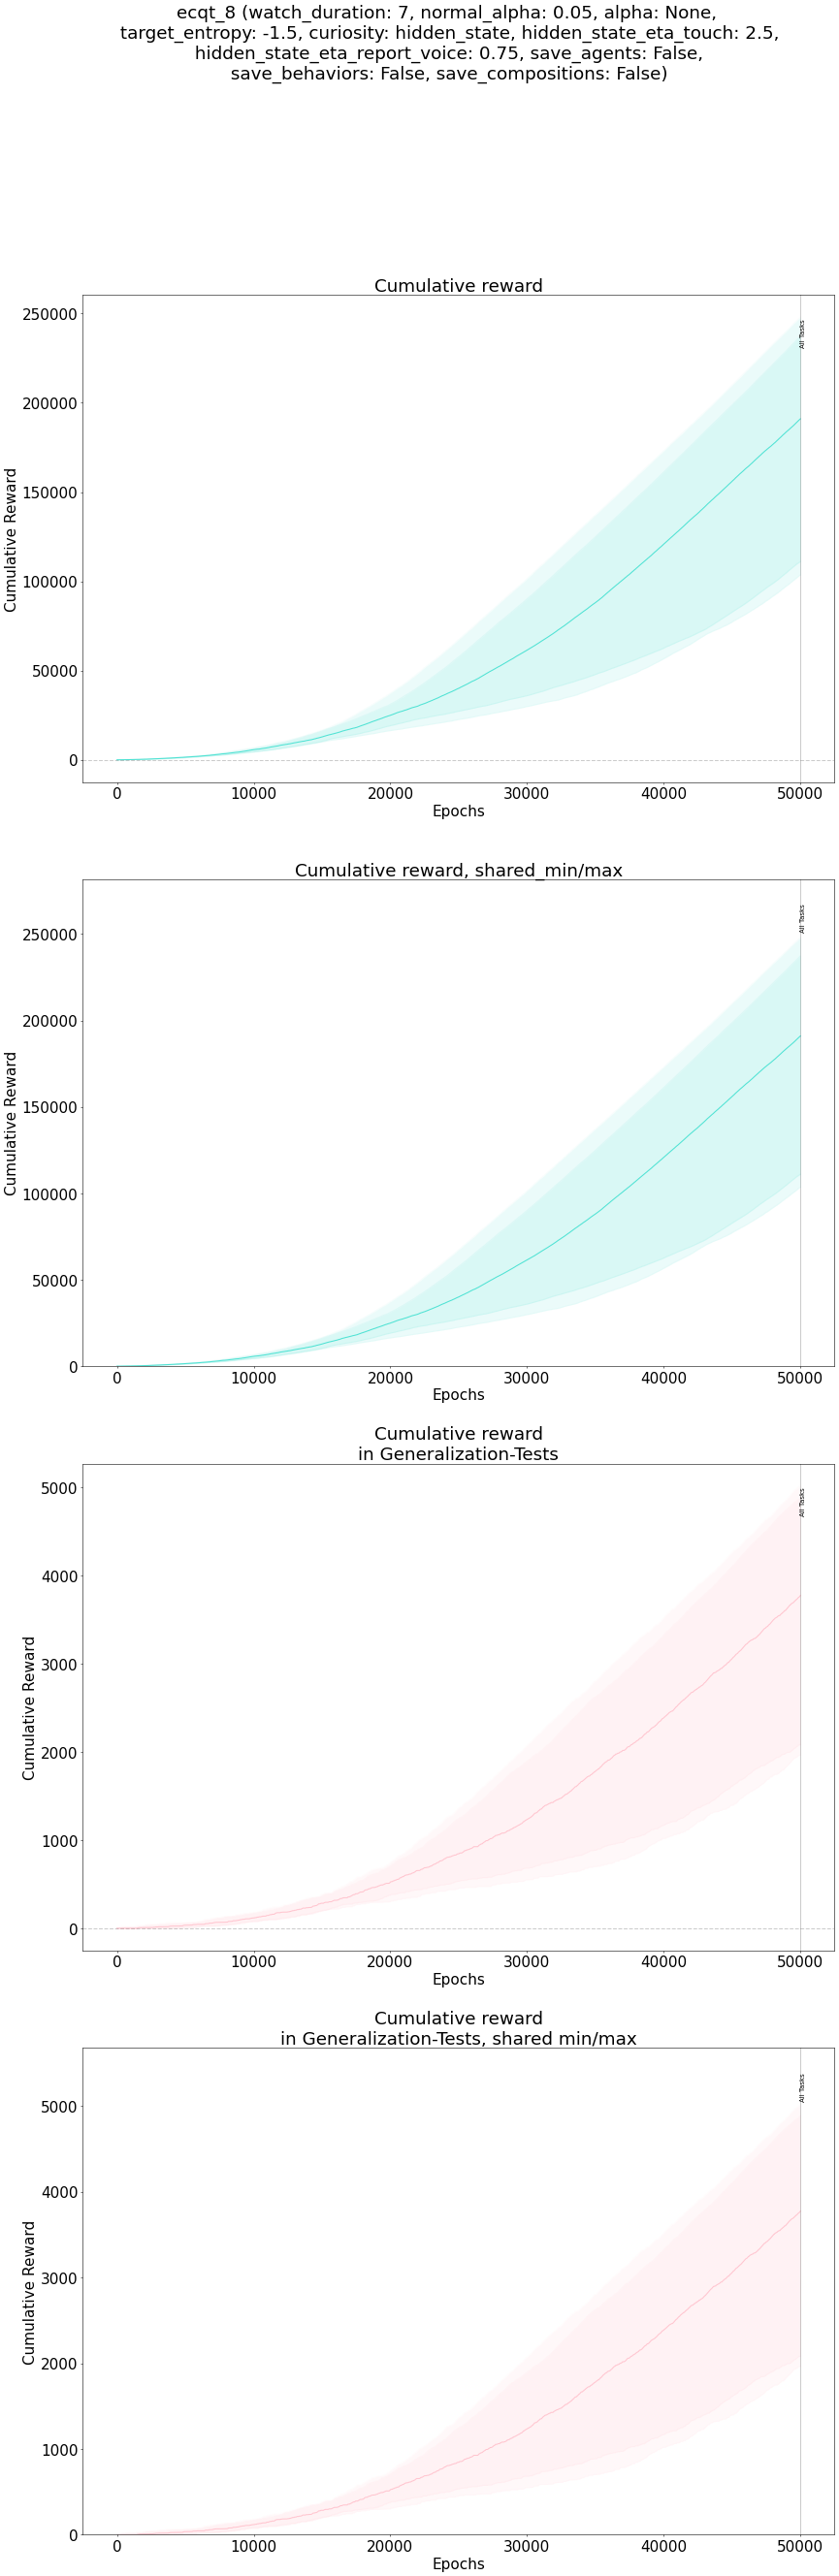 ecqt_8 (watch_duration: 7, normal_alpha: 0.05, alpha: None,
target_entropy: -1.5, curiosity: hidden_state, hidden_state_eta_touch: 2.5,
hidden_state_eta_report_voice: 0.75, save_agents: False,
save_behaviors: False, save_compositions: False)
Cumulative reward
250000
200000
150000
100000
50000
0
Cumulative Reward
All Tasks
0 10000 20000 30000 40000 50000
Epochs
Cumulative reward, shared_min/max
250000
200000
150000
100000
50000
0
Cumulative Reward
All Tasks
0 10000 20000 30000 40000 50000
Epochs
Cumulative reward
in Generalization-Tests
5000
4000
3000
2000
1000
0
Cumulative Reward
All Tasks
0 10000 20000 30000 40000 50000
Epochs
Cumulative reward
in Generalization-Tests, shared min/max
5000
4000
3000
2000
1000
0
Cumulative Reward
All Tasks
0 10000 20000 30000 40000 50000
Epochs